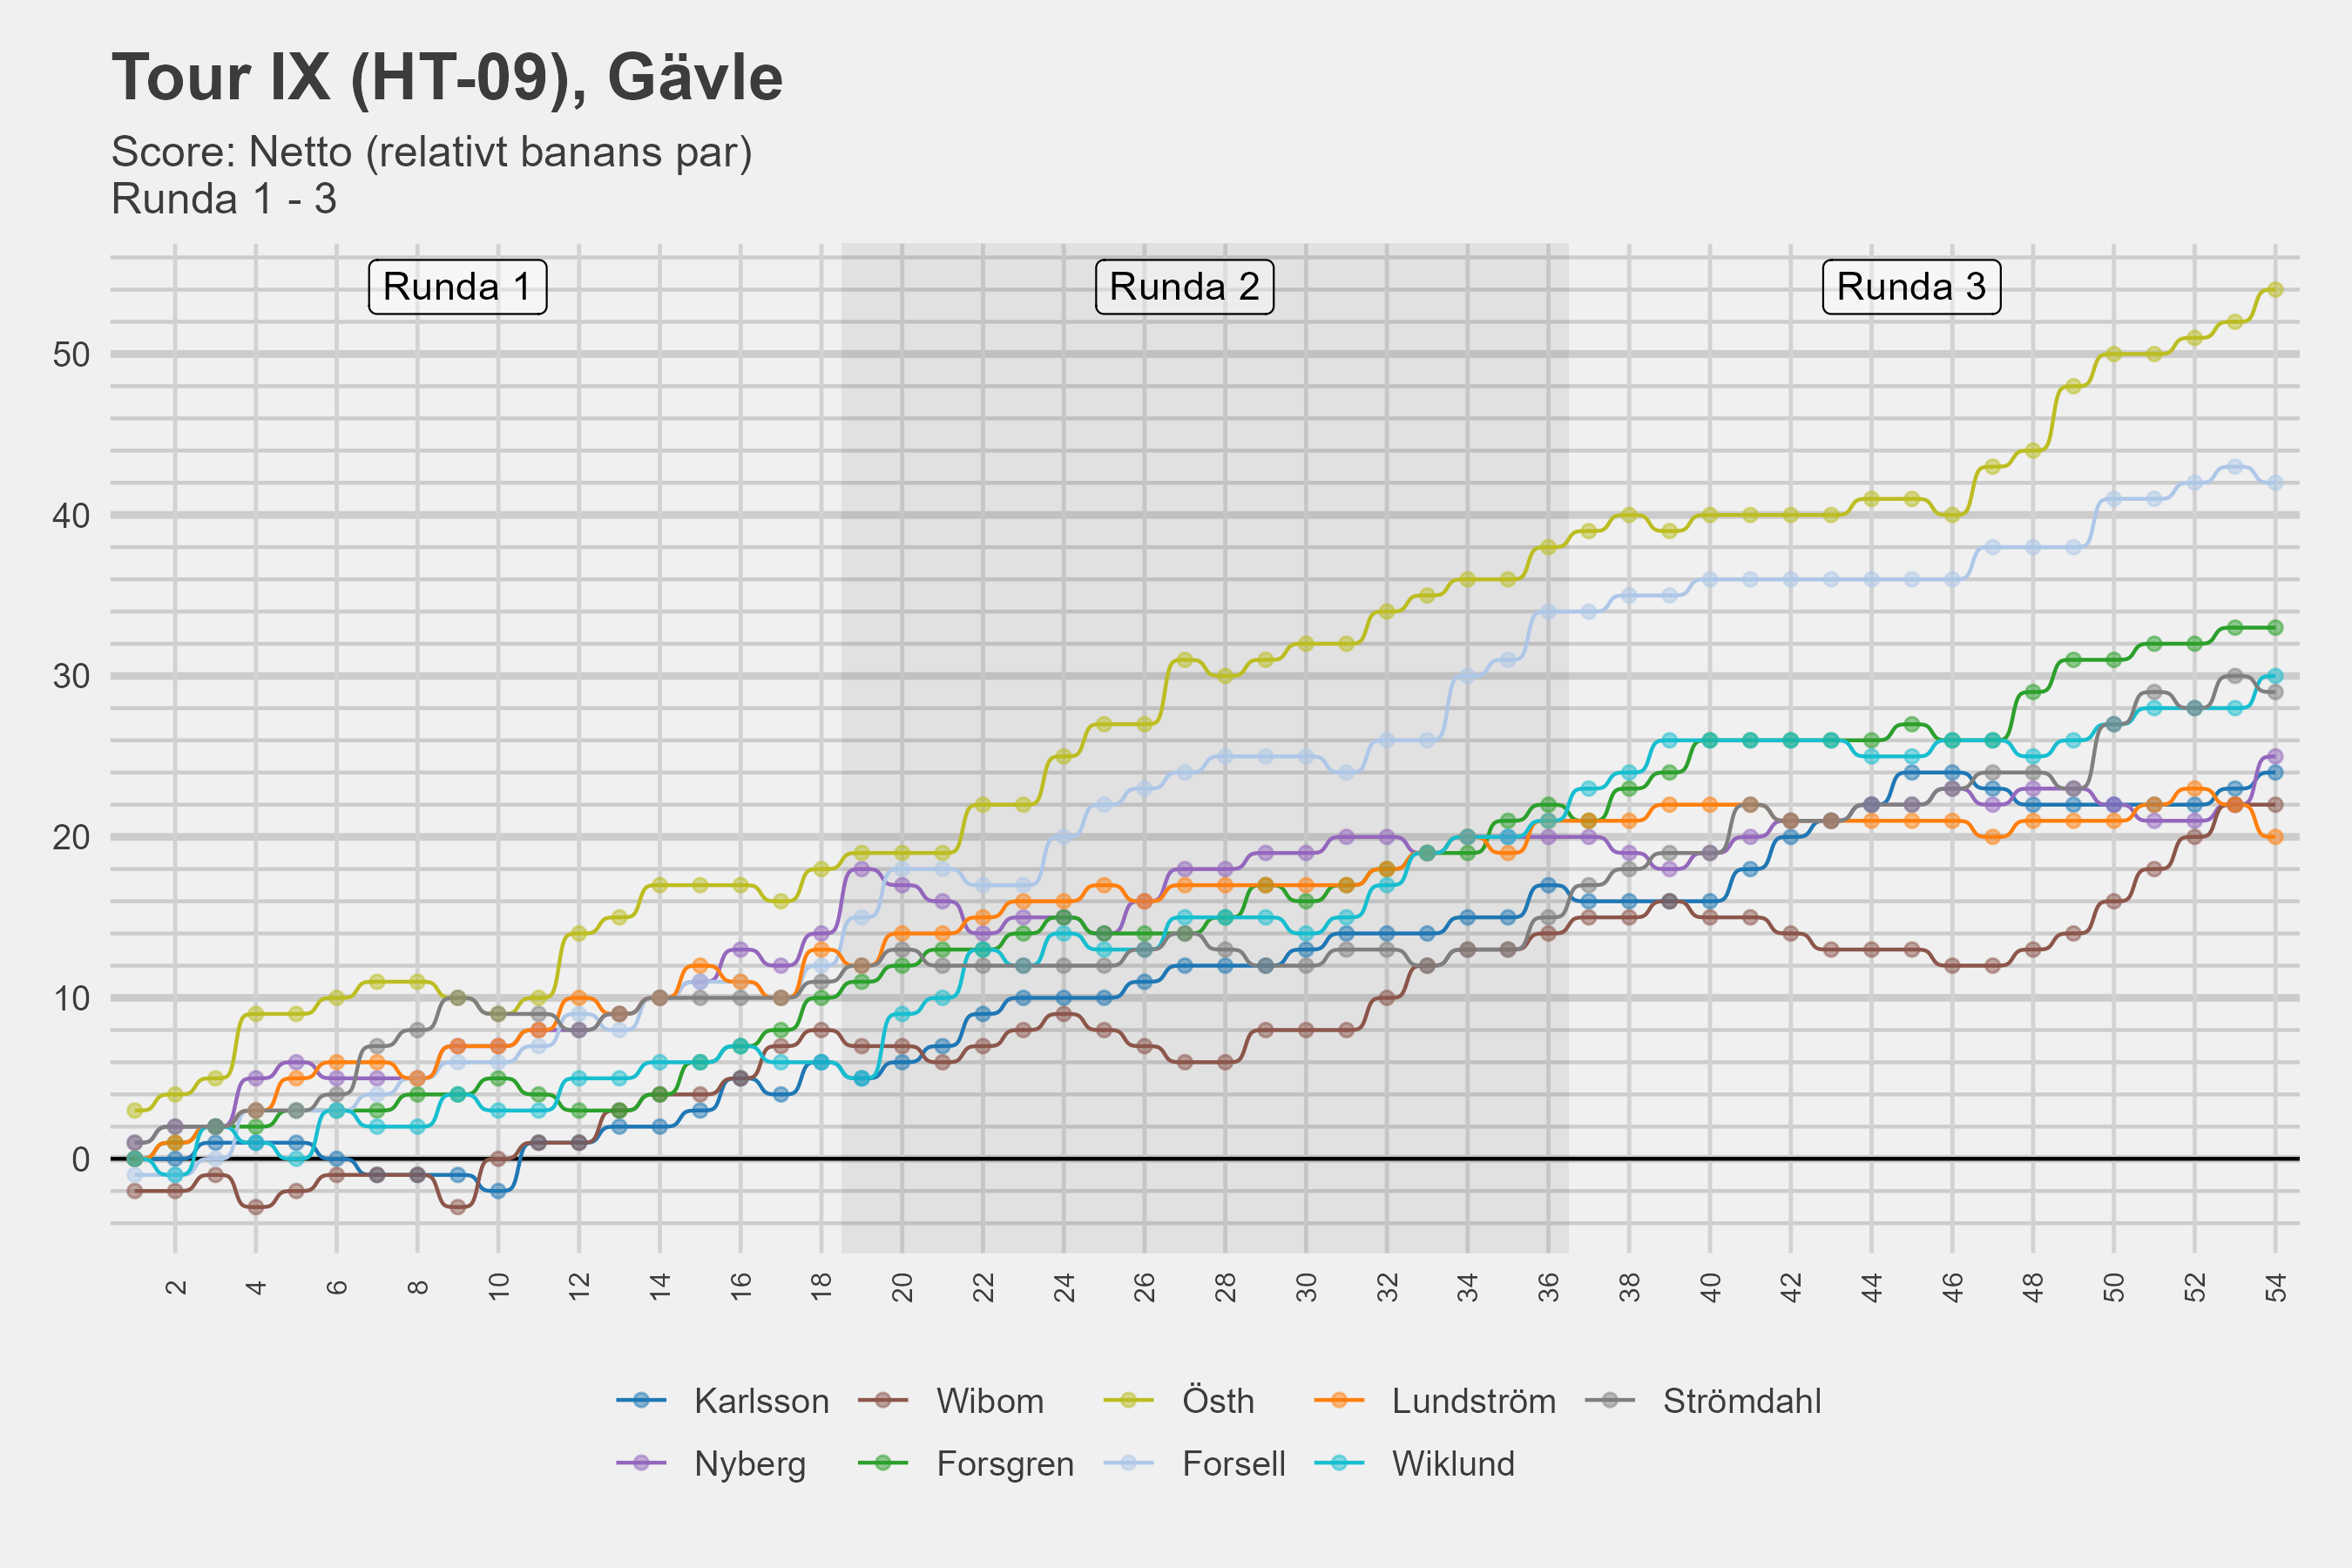 Tour IX (HT-09), Gävle
Score: Netto (relativt banans par)
Runda 1 - 3
Runda 1 Runda 2 Runda 3
50
40
30
20
10
0
2 4 6 8 10 12 14 16 18 20 22 24 26 28 30 32 34 36 38 40 42 44 46 48 50 52 54
Karlsson Wibom Östh Lundström Strömdahl
Nyberg Forsgren Forsell Wiklund